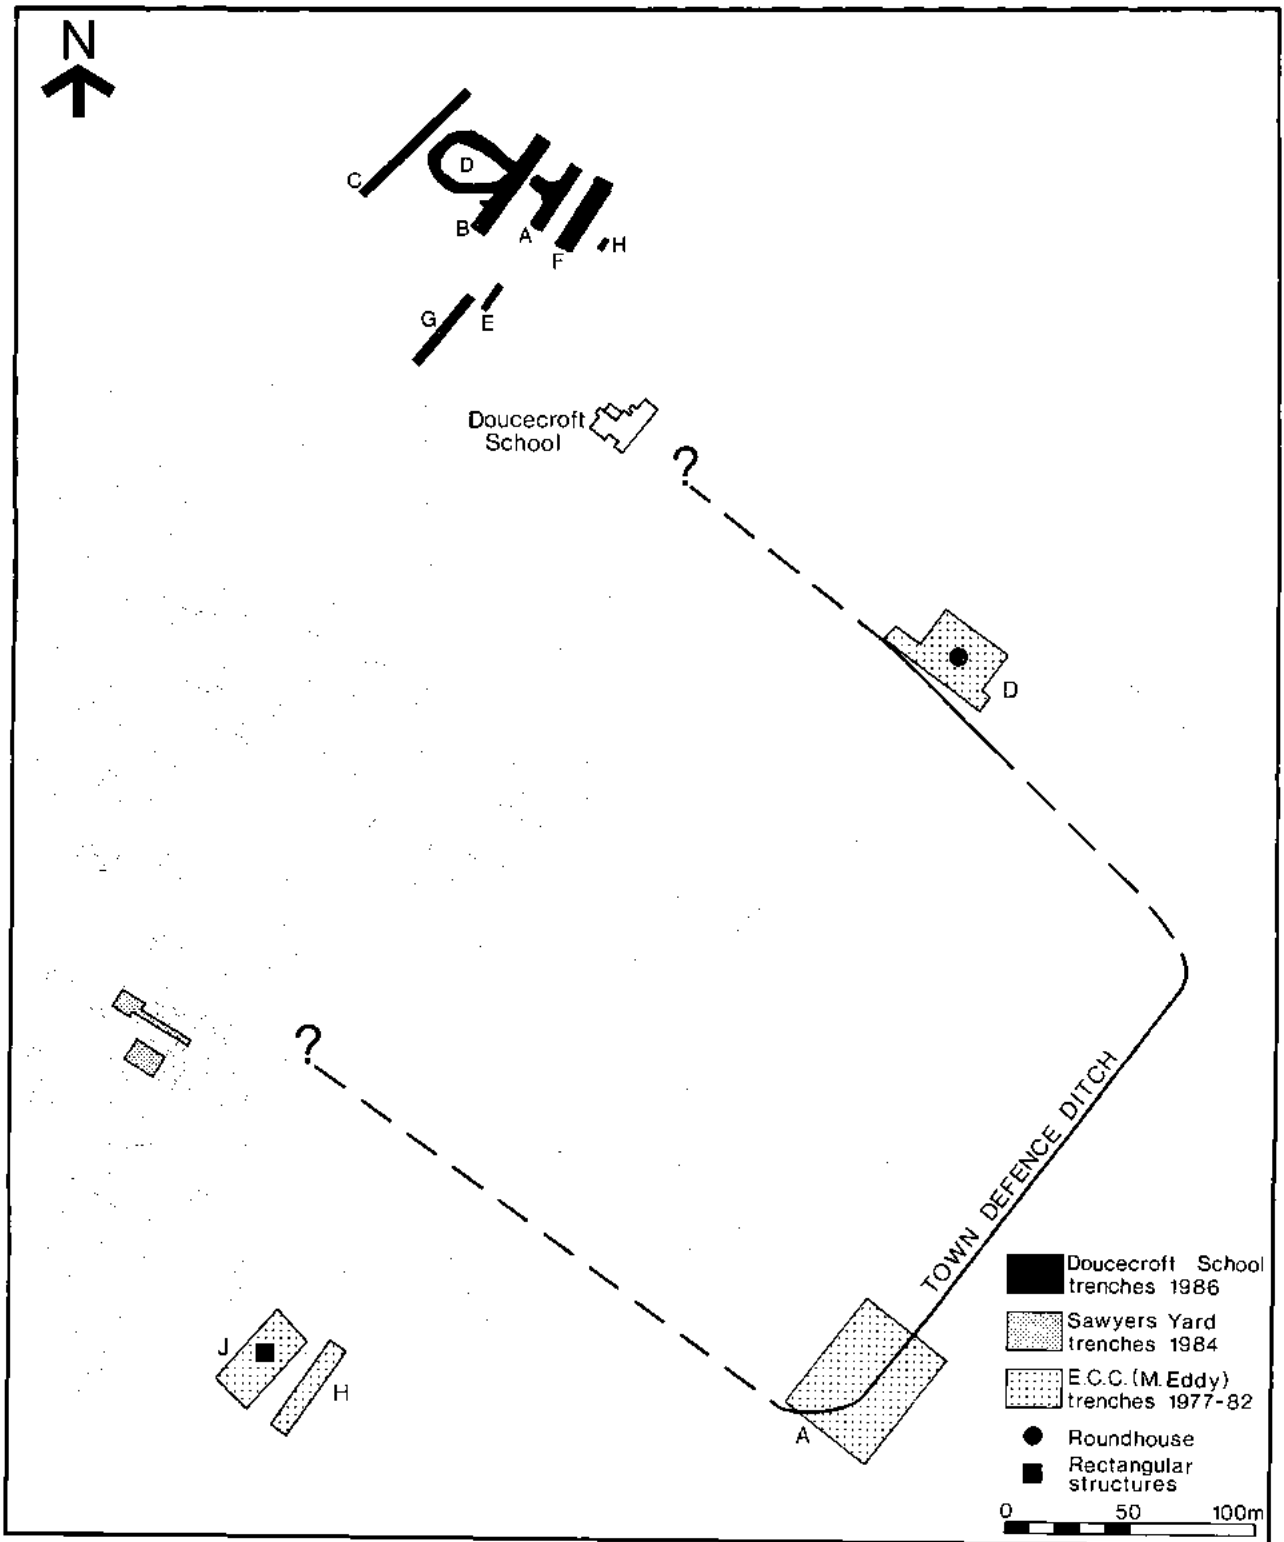 N
C
D
B
A
F
H
G
E
Doucecroft
School
?
D
?
TOWN DEFENCE DITCH
J
H
A
Doucecroft School
trenches 1986
Sawyers Yard
trenches 1984
E.C.C. (M. Eddy)
trenches 1977-82
Roundhouse
Rectangular
structures
0 50 100m